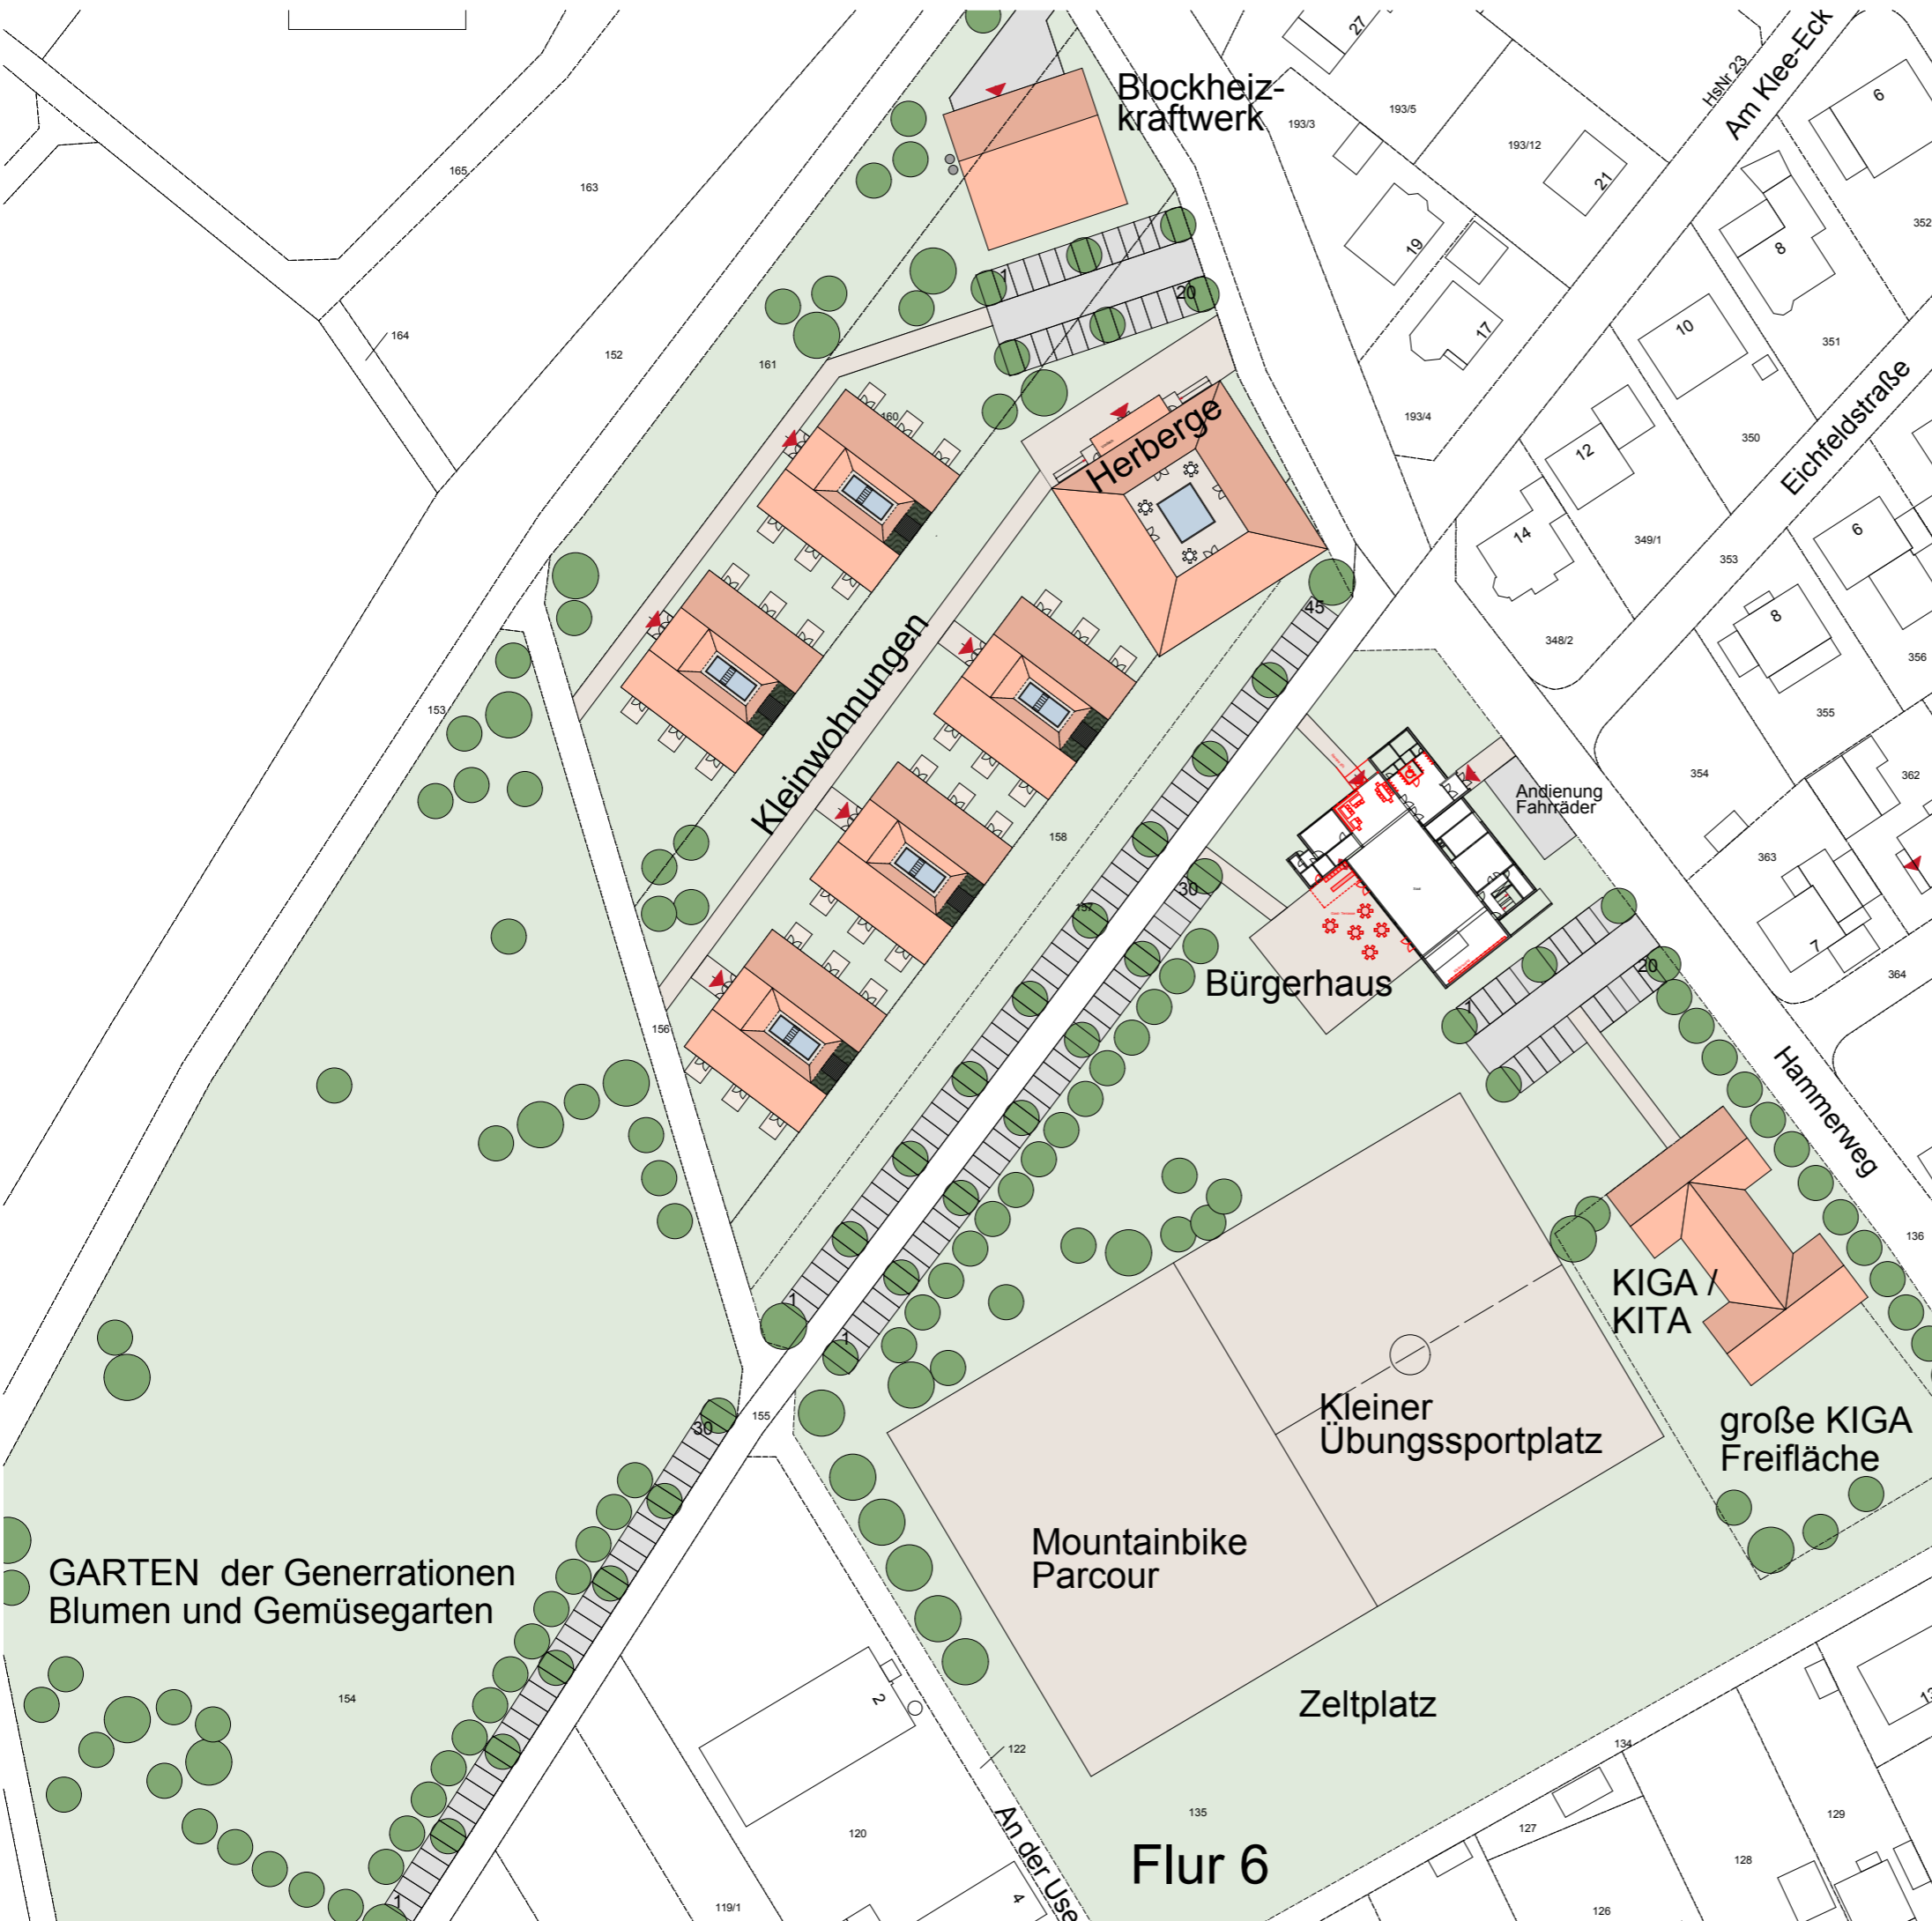 27
Am Klee-Eck
HsNr 23
Blockheiz-
kraftwerk
193/5
193/3
193/12
6
21
165
163
352
19
8
1
20
17
10
164
152
161
351
Eichfeldstraße
160
Herberge
193/4
12
350
14
349/1
6
353
45
8
348/2
356
Kleinwohnungen
153
355
354
362
Andienung
Fahrräder
158
363
30
157
7
Bürgerhaus
20
364
1
156
Hammerweg
136
KIGA /
KITA
1
1
Kleiner
Übungssportplatz
große KIGA
Freifläche
30
155
Mountainbike
Parcour
GARTEN der Generrationen
Blumen und Gemüsegarten
154
2
Zeltplatz
13
134
122
135
An der Use
120
127
129
Flur 6
128
1
119/1
4
126